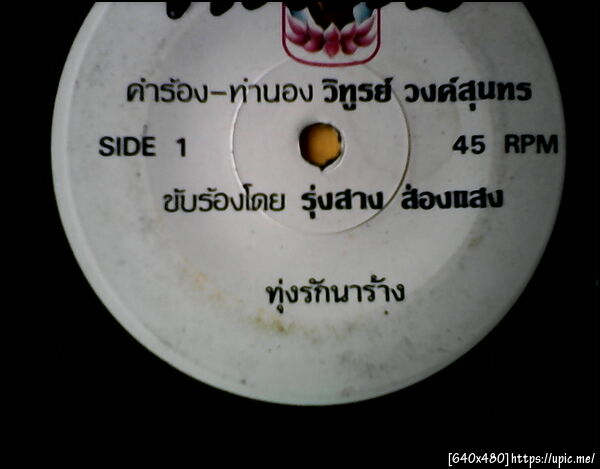 คำร้อง-ทำนอง วิทูรย์ วงค์สุนทร
SIDE 1 45 RPM
ขับร้องโดย รุ่งสาง ส่องแสง
ทุ่งรักนาร้าง
[640x480] https://upic.me/